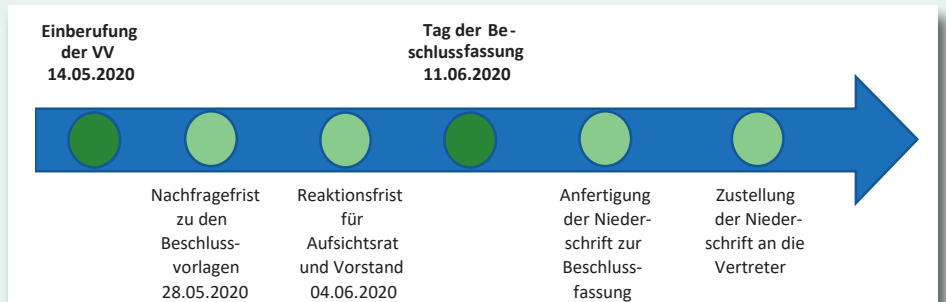 Einberufung
der VV
14.05.2020
Tag der Be-
schlussfassung
11.06.2020
Nachfragefrist
zu den
Beschluss-
vorlagen
28.05.2020
Reaktionsfrist
für
Aufsichtsrat
und Vorstand
04.06.2020
Anfertigung
der Nieder-
schrift zur
Beschluss-
fassung
Zustellung
der Nieder-
schrift an die
Vertreter